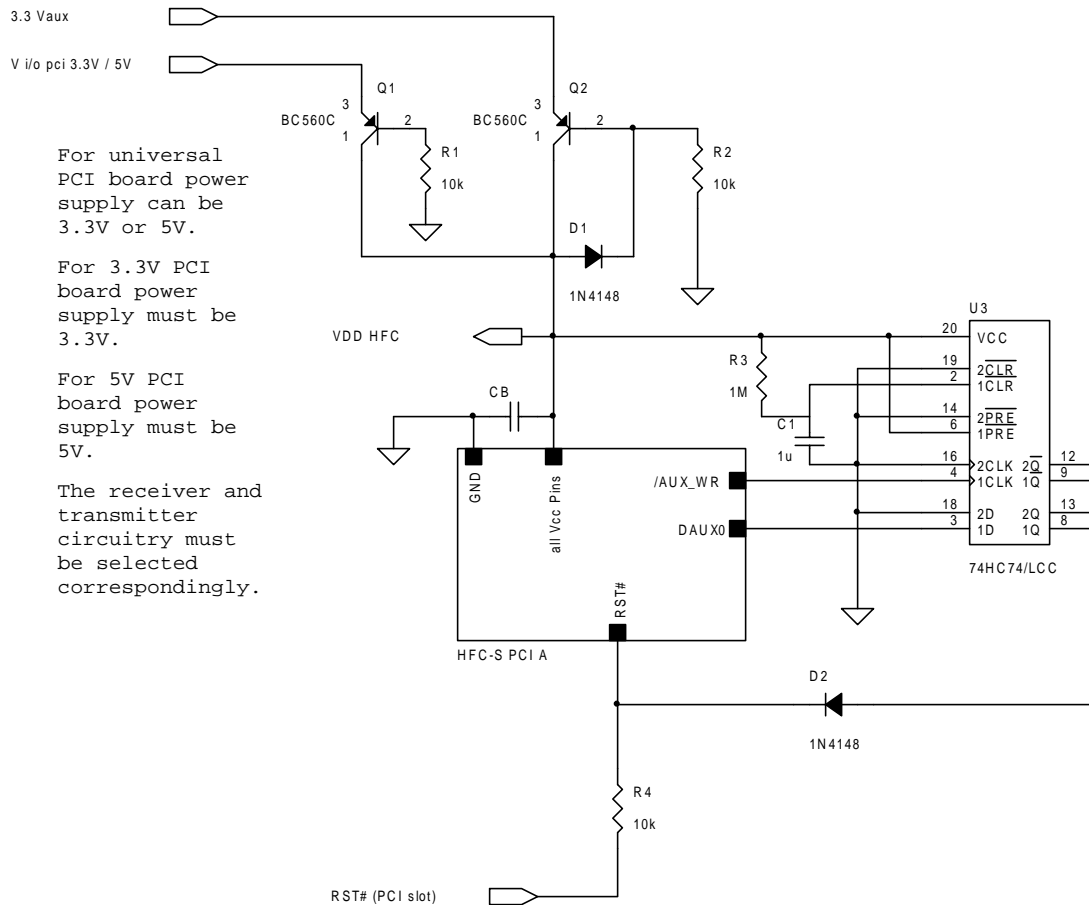 3.3 Vaux
V i/o pci 3.3V / 5V
Q1
Q2
3
BC560C
2
1
3
BC560C
2
1
R1
10k
R2
10k
For universal
PCI board power
supply can be
3.3V or 5V.
For 3.3V PCI
board power
supply must be
3.3V.
For 5V PCI
board power
supply must be
5V.
The receiver and
transmitter
circuitry must
be selected
correspondingly.
D1
1N4148
VDD HFC
R3
1M
CB
C1
1u
U3
20 VCC
19 2CLR
2 1CLR
14 2PRE
6 1PRE
16 2CLK 2Q 12
4 1CLK 1Q 9
18 2D 2Q 13
3 1D 1Q 8
74HC74/LCC
GND
all Vcc Pins
/AUX_WR
DAUX0
RST#
HFC-S PCI A
D2
1N4148
R4
10k
RST# (PCI slot)